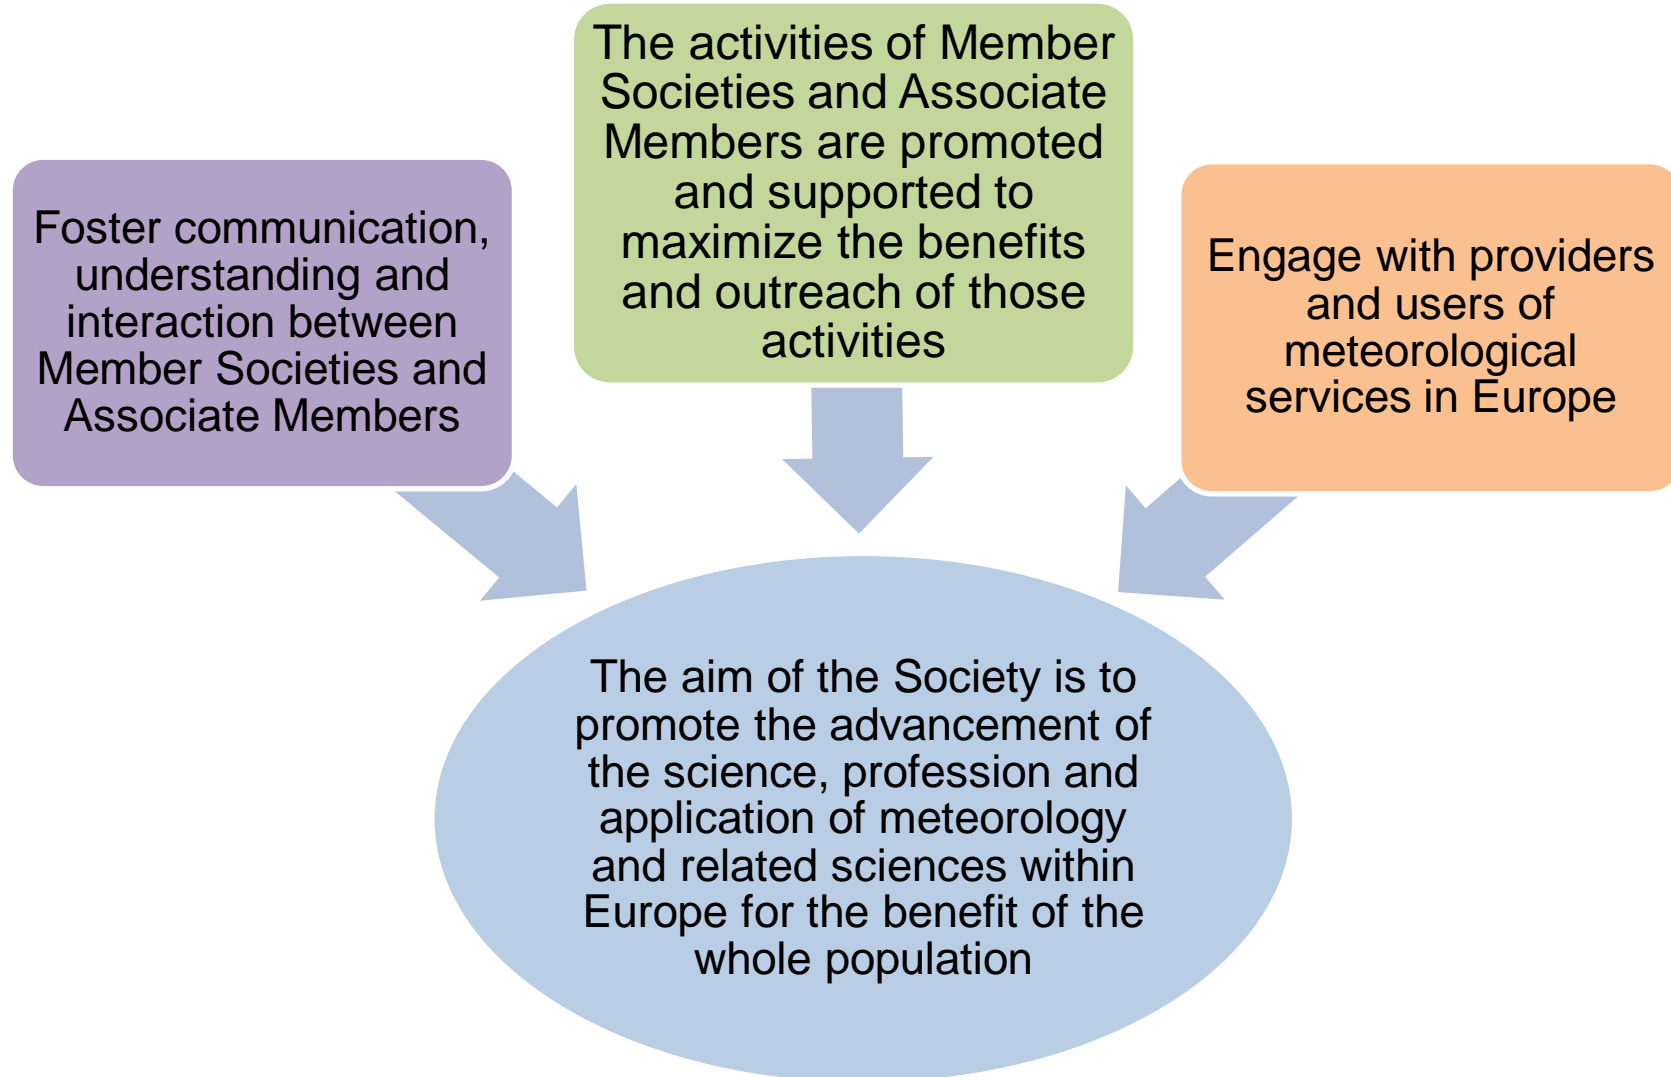 Foster communication,
understanding and
interaction between
Member Societies and
Associate Members
The activities of Member
Societies and Associate
Members are promoted
and supported to
maximize the benefits
and outreach of those
activities
Engage with providers
and users of
meteorological
services in Europe
The aim of the Society is to
promote the advancement of
the science, profession and
application of meteorology
and related sciences within
Europe for the benefit of the
whole population